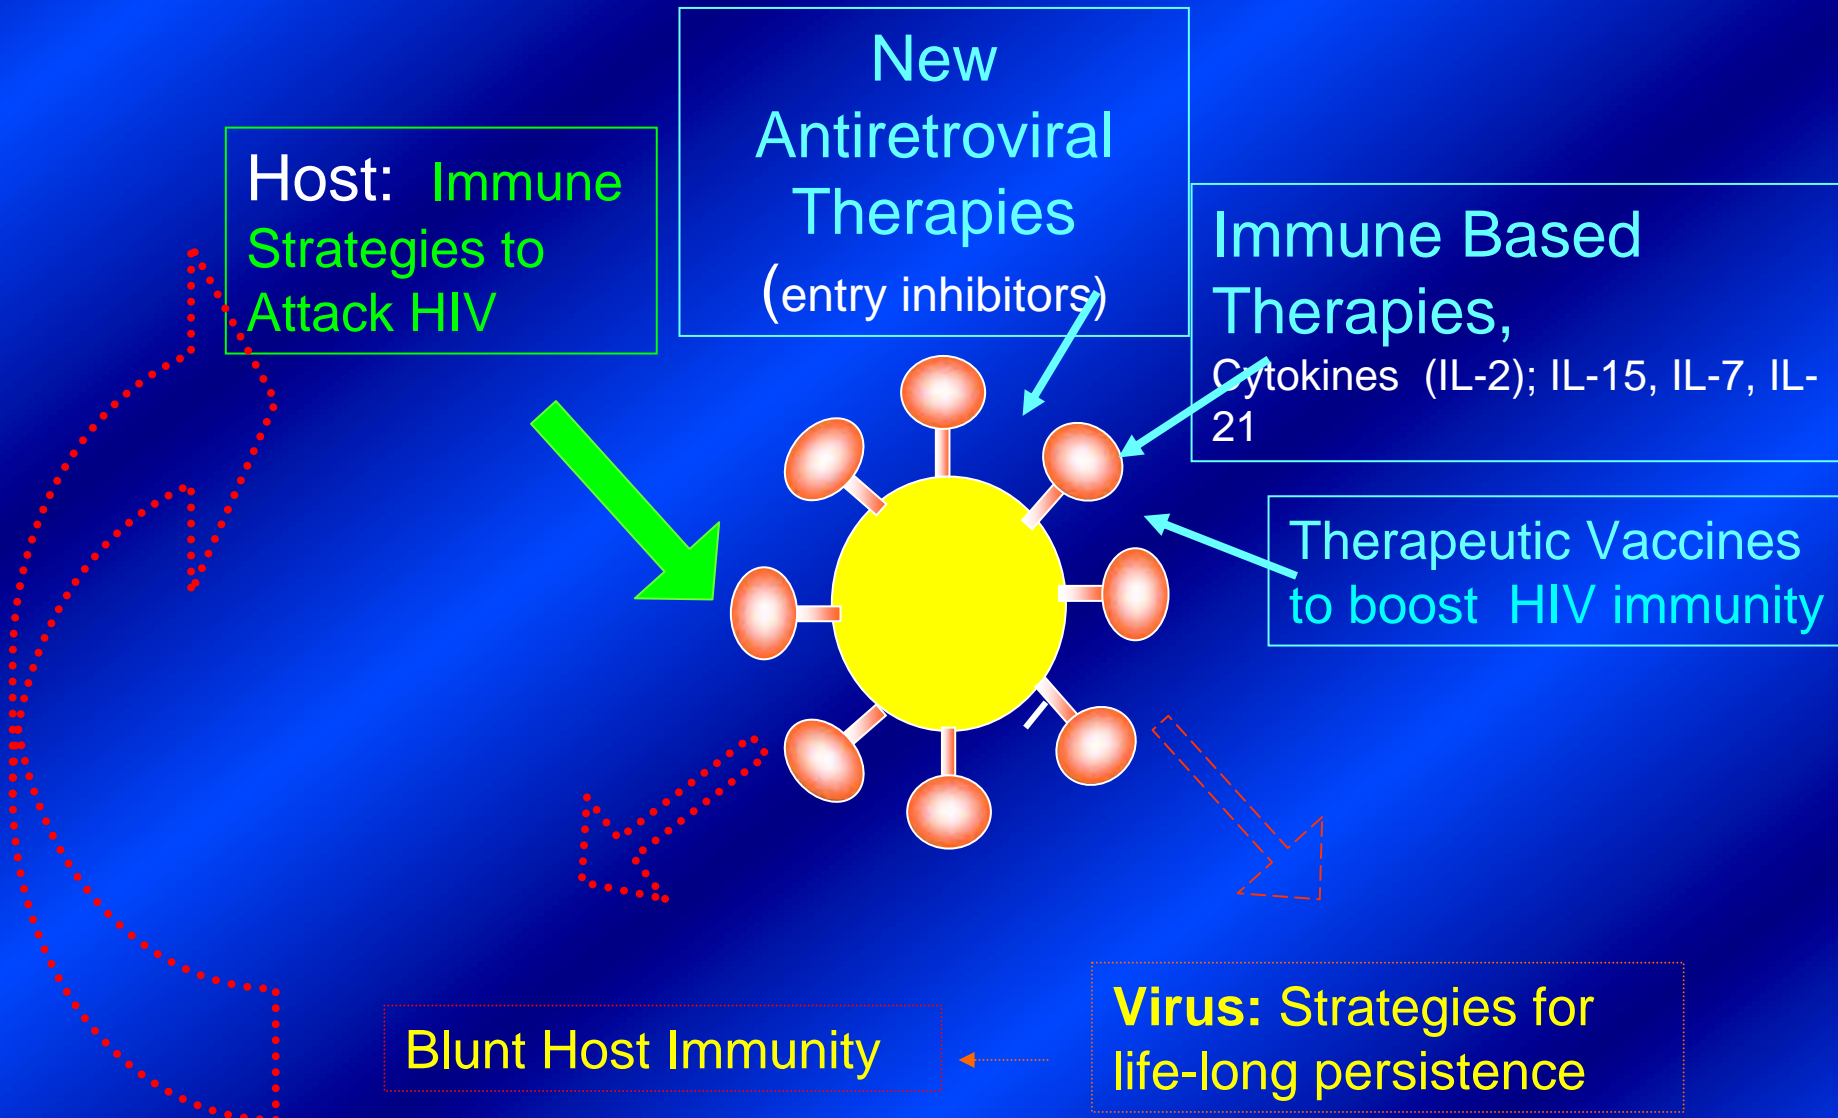 New
Antiretroviral
Therapies
(entry inhibitors)
Host: Immune
Strategies to
Attack HIV
Immune Based
Therapies,
Cytokines (IL-2); IL-15, IL-7, IL-
21
Therapeutic Vaccines
to boost HIV immunity
Blunt Host Immunity
Virus: Strategies for
life-long persistence